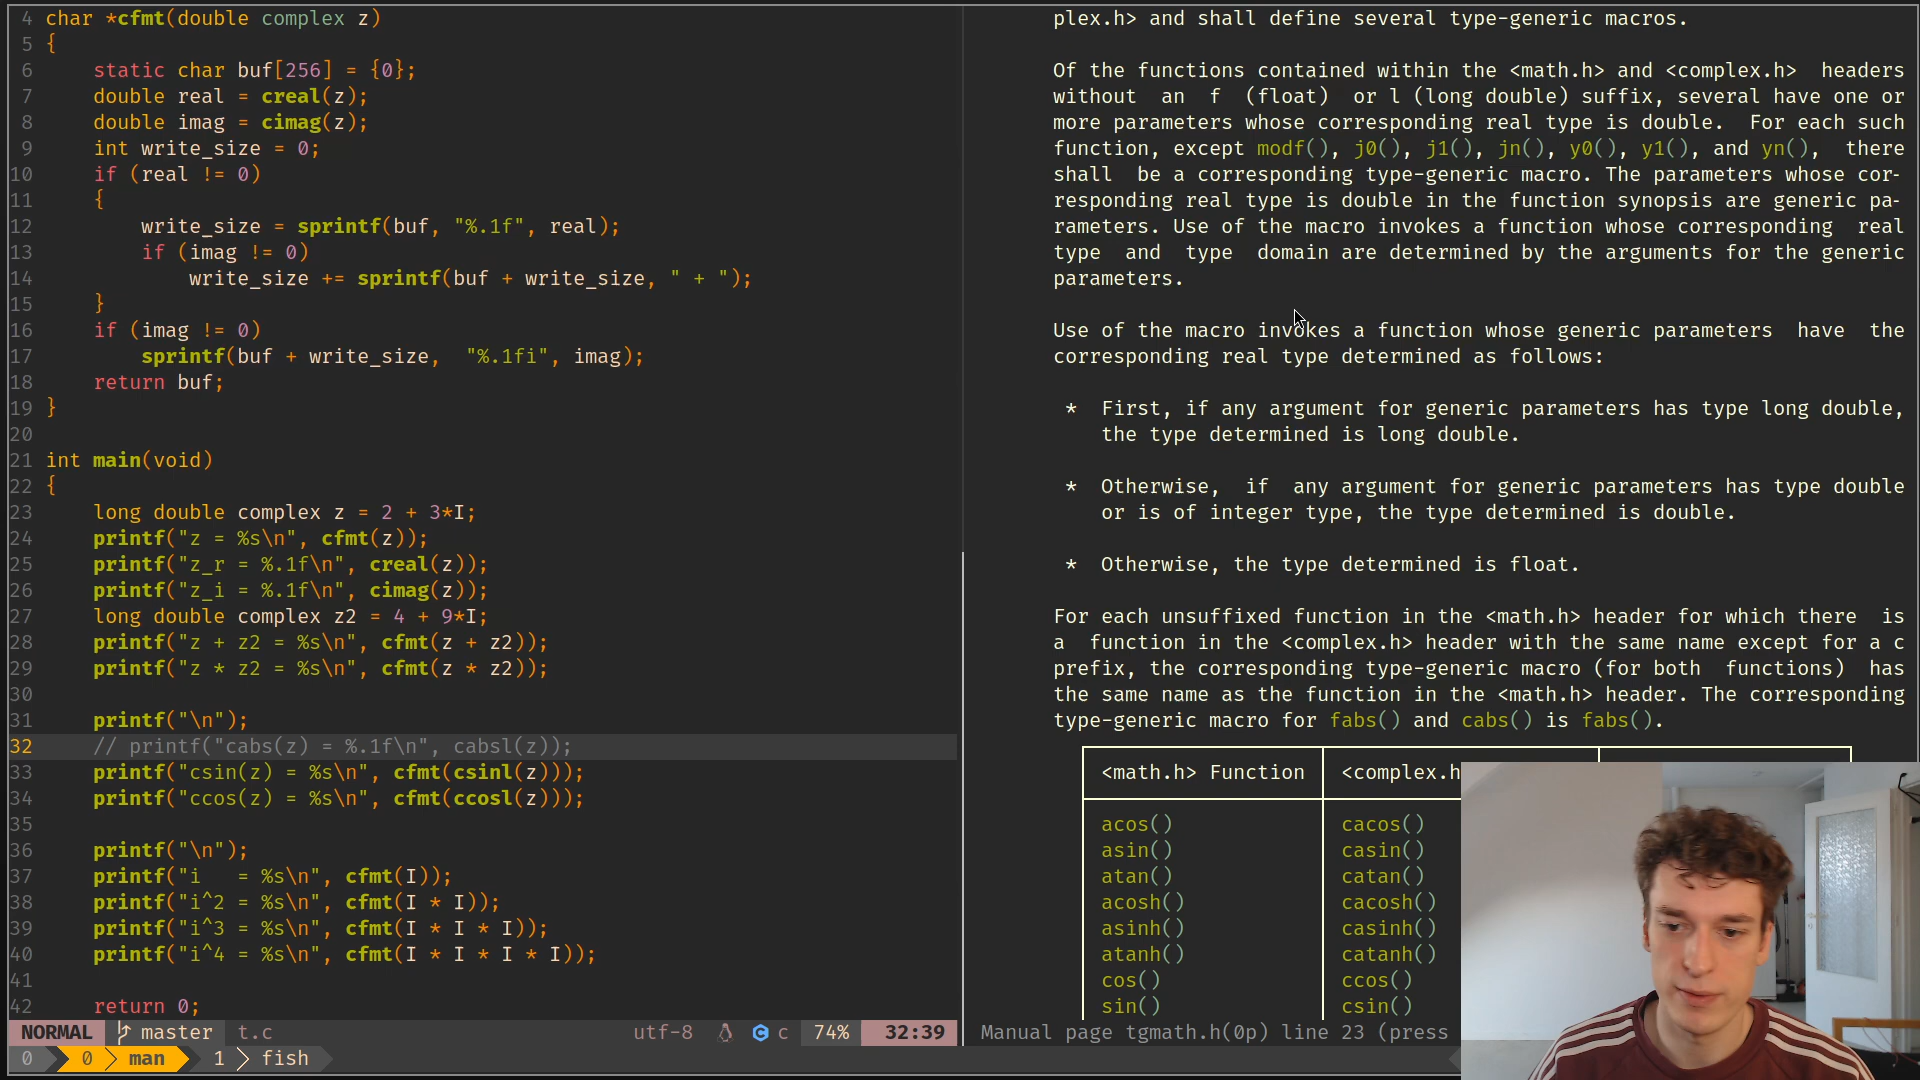 4 char *cfmt(double complex z)
5 {
6     static char buf[256] = {0};
7     double real = creal(z);
8     double imag = cimag(z);
9     int write_size = 0;
10     if (real != 0)
11     {
12         write_size = sprintf(buf, "%.1f", real);
13         if (imag != 0)
14             write_size += sprintf(buf + write_size, " + ");
15     }
16     if (imag != 0)
17         sprintf(buf + write_size,  "%.1fi", imag);
18     return buf;
19 }
20
21 int main(void)
22 {
23     long double complex z = 2 + 3*I;
24     printf("z = %s\n", cfmt(z));
25     printf("z_r = %.1f\n", creal(z));
26     printf("z_i = %.1f\n", cimag(z));
27     long double complex z2 = 4 + 9*I;
28     printf("z + z2 = %s\n", cfmt(z + z2));
29     printf("z * z2 = %s\n", cfmt(z * z2));
30
31     printf("\n");
32     // printf("cabs(z) = %.1f\n", cabsl(z));
33     printf("csin(z) = %s\n", cfmt(csinl(z)));
34     printf("ccos(z) = %s\n", cfmt(ccosl(z)));
35
36     printf("\n");
37     printf("i   = %s\n", cfmt(I));
38     printf("i^2 = %s\n", cfmt(I * I));
39     printf("i^3 = %s\n", cfmt(I * I * I));
40     printf("i^4 = %s\n", cfmt(I * I * I * I));
41
42     return 0;
NORMAL master t.c utf-8 c 74% 32:39
0 0 man 1 fish
plex.h> and shall define several type-generic macros.
Of the functions contained within the <math.h> and <complex.h>  headers
without  an  f  (float)  or l (long double) suffix, several have one or
more parameters whose corresponding real type is double.  For each such
function, except modf(), j0(), j1(), jn(), y0(), y1(), and yn(),  there
shall  be a corresponding type-generic macro. The parameters whose cor-
responding real type is double in the function synopsis are generic pa-
rameters. Use of the macro invokes a function whose corresponding  real
type  and  type  domain are determined by the arguments for the generic
parameters.
Use of the macro invokes a function whose generic parameters  have  the
corresponding real type determined as follows:
*  First, if any argument for generic parameters has type long double,
the type determined is long double.
*  Otherwise,  if  any argument for generic parameters has type double
or is of integer type, the type determined is double.
*  Otherwise, the type determined is float.
For each unsuffixed function in the <math.h> header for which there  is
a  function in the <complex.h> header with the same name except for a c
prefix, the corresponding type-generic macro (for both  functions)  has
the same name as the function in the <math.h> header. The corresponding
type-generic macro for fabs() and cabs() is fabs().
<math.h> Function <complex.h
acos() cacos()
asin() casin()
atan() catan()
acosh() cacosh()
asinh() casinh()
atanh() catanh()
cos() ccos()
sin() csin()
Manual page tgmath.h(0p) line 23 (press